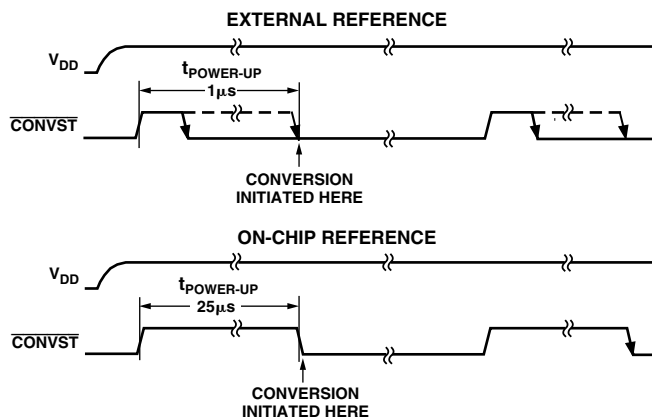 EXTERNAL REFERENCE
VDD
tPOWER-UP
1μs
CONVST
CONVERSION
INITIATED HERE
ON-CHIP REFERENCE
VDD
tPOWER-UP
25μs
CONVST
CONVERSION
INITIATED HERE